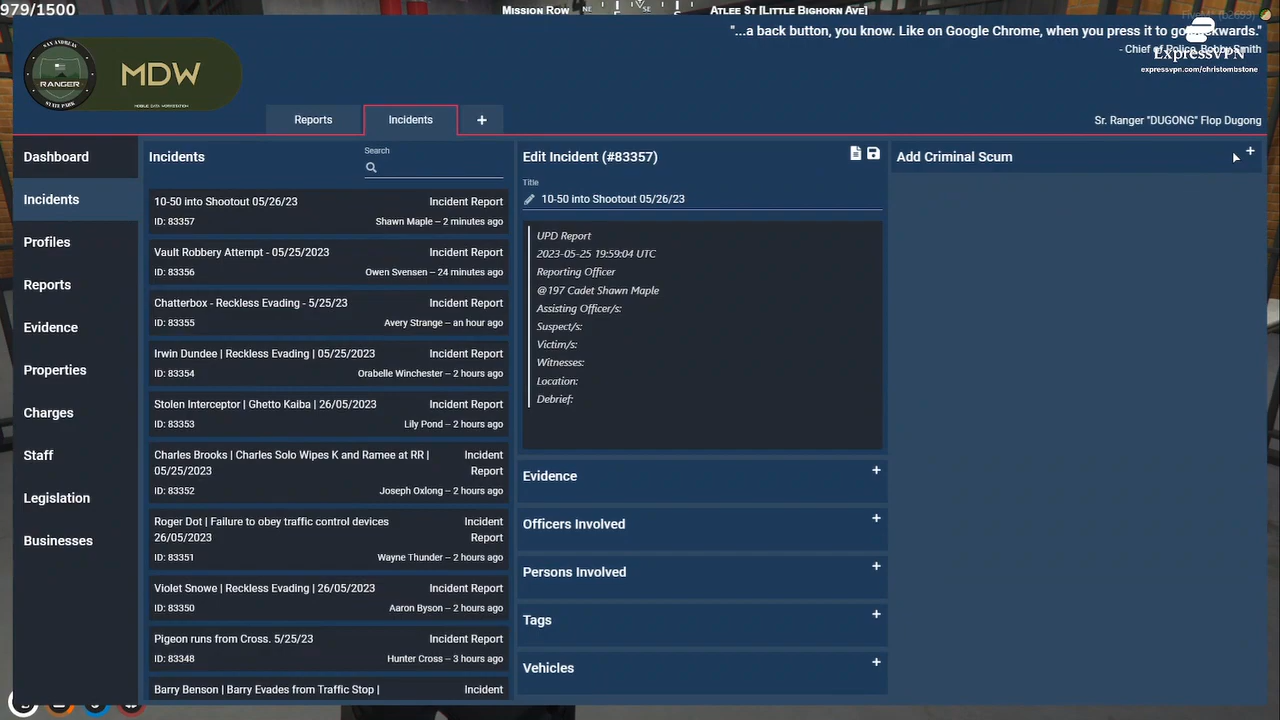 979/1500
Mission Row
NE
Atlee St [Little Bighorn Ave]
"...a back button, you know. Like on Google Chrome, when you press it to go backwards."
- Chief of Police, Bobby Smith
ExpressVPN
expressvpn.com/christombstone
SAN ANDREAS
RANGER
STATE PARK
MDW
MOBILE DATA WORKSTATION
Reports
Incidents
+
Sr. Ranger "DUGONG" Flop Dugong
Dashboard
Incidents
Profiles
Reports
Evidence
Properties
Charges
Staff
Legislation
Businesses
Incidents
Search
10-50 into Shootout 05/26/23 Incident Report
ID: 83357 Shawn Maple – 2 minutes ago
Vault Robbery Attempt - 05/25/2023 Incident Report
ID: 83356 Owen Svensen – 24 minutes ago
Chatterbox - Reckless Evading - 5/25/23 Incident Report
ID: 83355 Avery Strange – an hour ago
Irwin Dundee | Reckless Evading | 05/25/2023 Incident Report
ID: 83354 Orabelle Winchester – 2 hours ago
Stolen Interceptor | Ghetto Kaiba | 26/05/2023 Incident Report
ID: 83353 Lily Pond – 2 hours ago
Charles Brooks | Charles Solo Wipes K and Ramee at RR | Incident
05/25/2023 Report
ID: 83352 Joseph Oxlong – 2 hours ago
Roger Dot | Failure to obey traffic control devices Incident
26/05/2023 Report
ID: 83351 Wayne Thunder – 2 hours ago
Violet Snowe | Reckless Evading | 26/05/2023 Incident Report
ID: 83350 Aaron Byson – 2 hours ago
Pigeon runs from Cross. 5/25/23 Incident Report
ID: 83348 Hunter Cross – 3 hours ago
Barry Benson | Barry Evades from Traffic Stop | Incident
Edit Incident (#83357)
Title
10-50 into Shootout 05/26/23
UPD Report
2023-05-25 19:59:04 UTC
Reporting Officer
@197 Cadet Shawn Maple
Assisting Officer/s:
Suspect/s:
Victim/s:
Witnesses:
Location:
Debrief:
Evidence +
Officers Involved +
Persons Involved +
Tags +
Vehicles +
Add Criminal Scum +